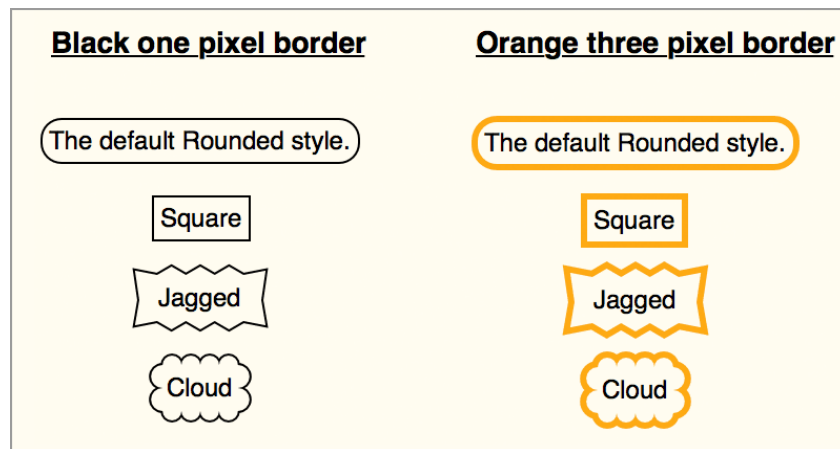 Black one pixel border
Orange three pixel border
The default Rounded style.
The default Rounded style.
Square
Square
Jagged
Jagged
Cloud
Cloud